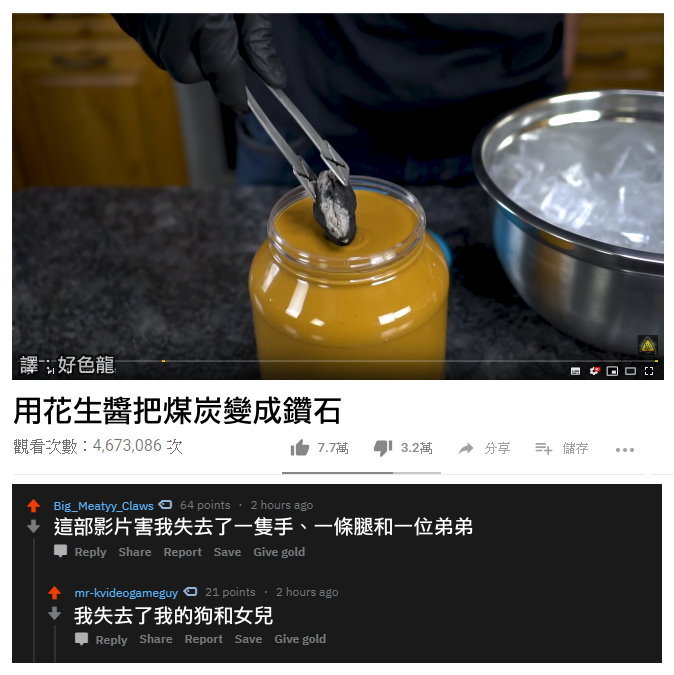 譯：好色龍
用花生醬把煤炭變成鑽石
觀看次數：4,673,086 次
7.7萬 3.2萬 分享 儲存
Big_Meatyy_Claws 64 points · 2 hours ago
這部影片害我失去了一隻手、一條腿和一位弟弟
Reply Share Report Save Give gold
mr-kvideogameguy 21 points · 2 hours ago
我失去了我的狗和女兒
Reply Share Report Save Give gold